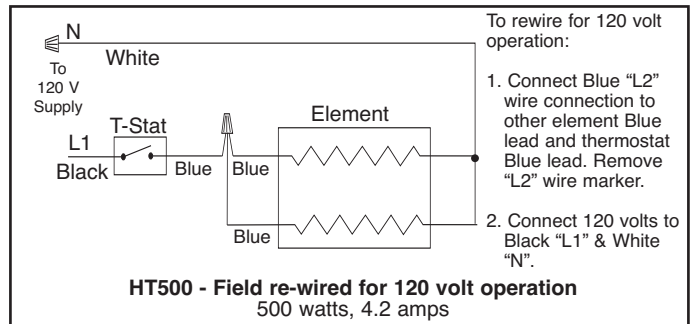 N
White
To
120 V
Supply
L1
Black
T-Stat
Blue
Blue
Blue
Element
To rewire for 120 volt
operation:
1. Connect Blue “L2”
wire connection to
other element Blue
lead and thermostat
Blue lead. Remove
“L2” wire marker.
2. Connect 120 volts to
Black “L1” & White
“N”.
HT500 - Field re-wired for 120 volt operation
500 watts, 4.2 amps